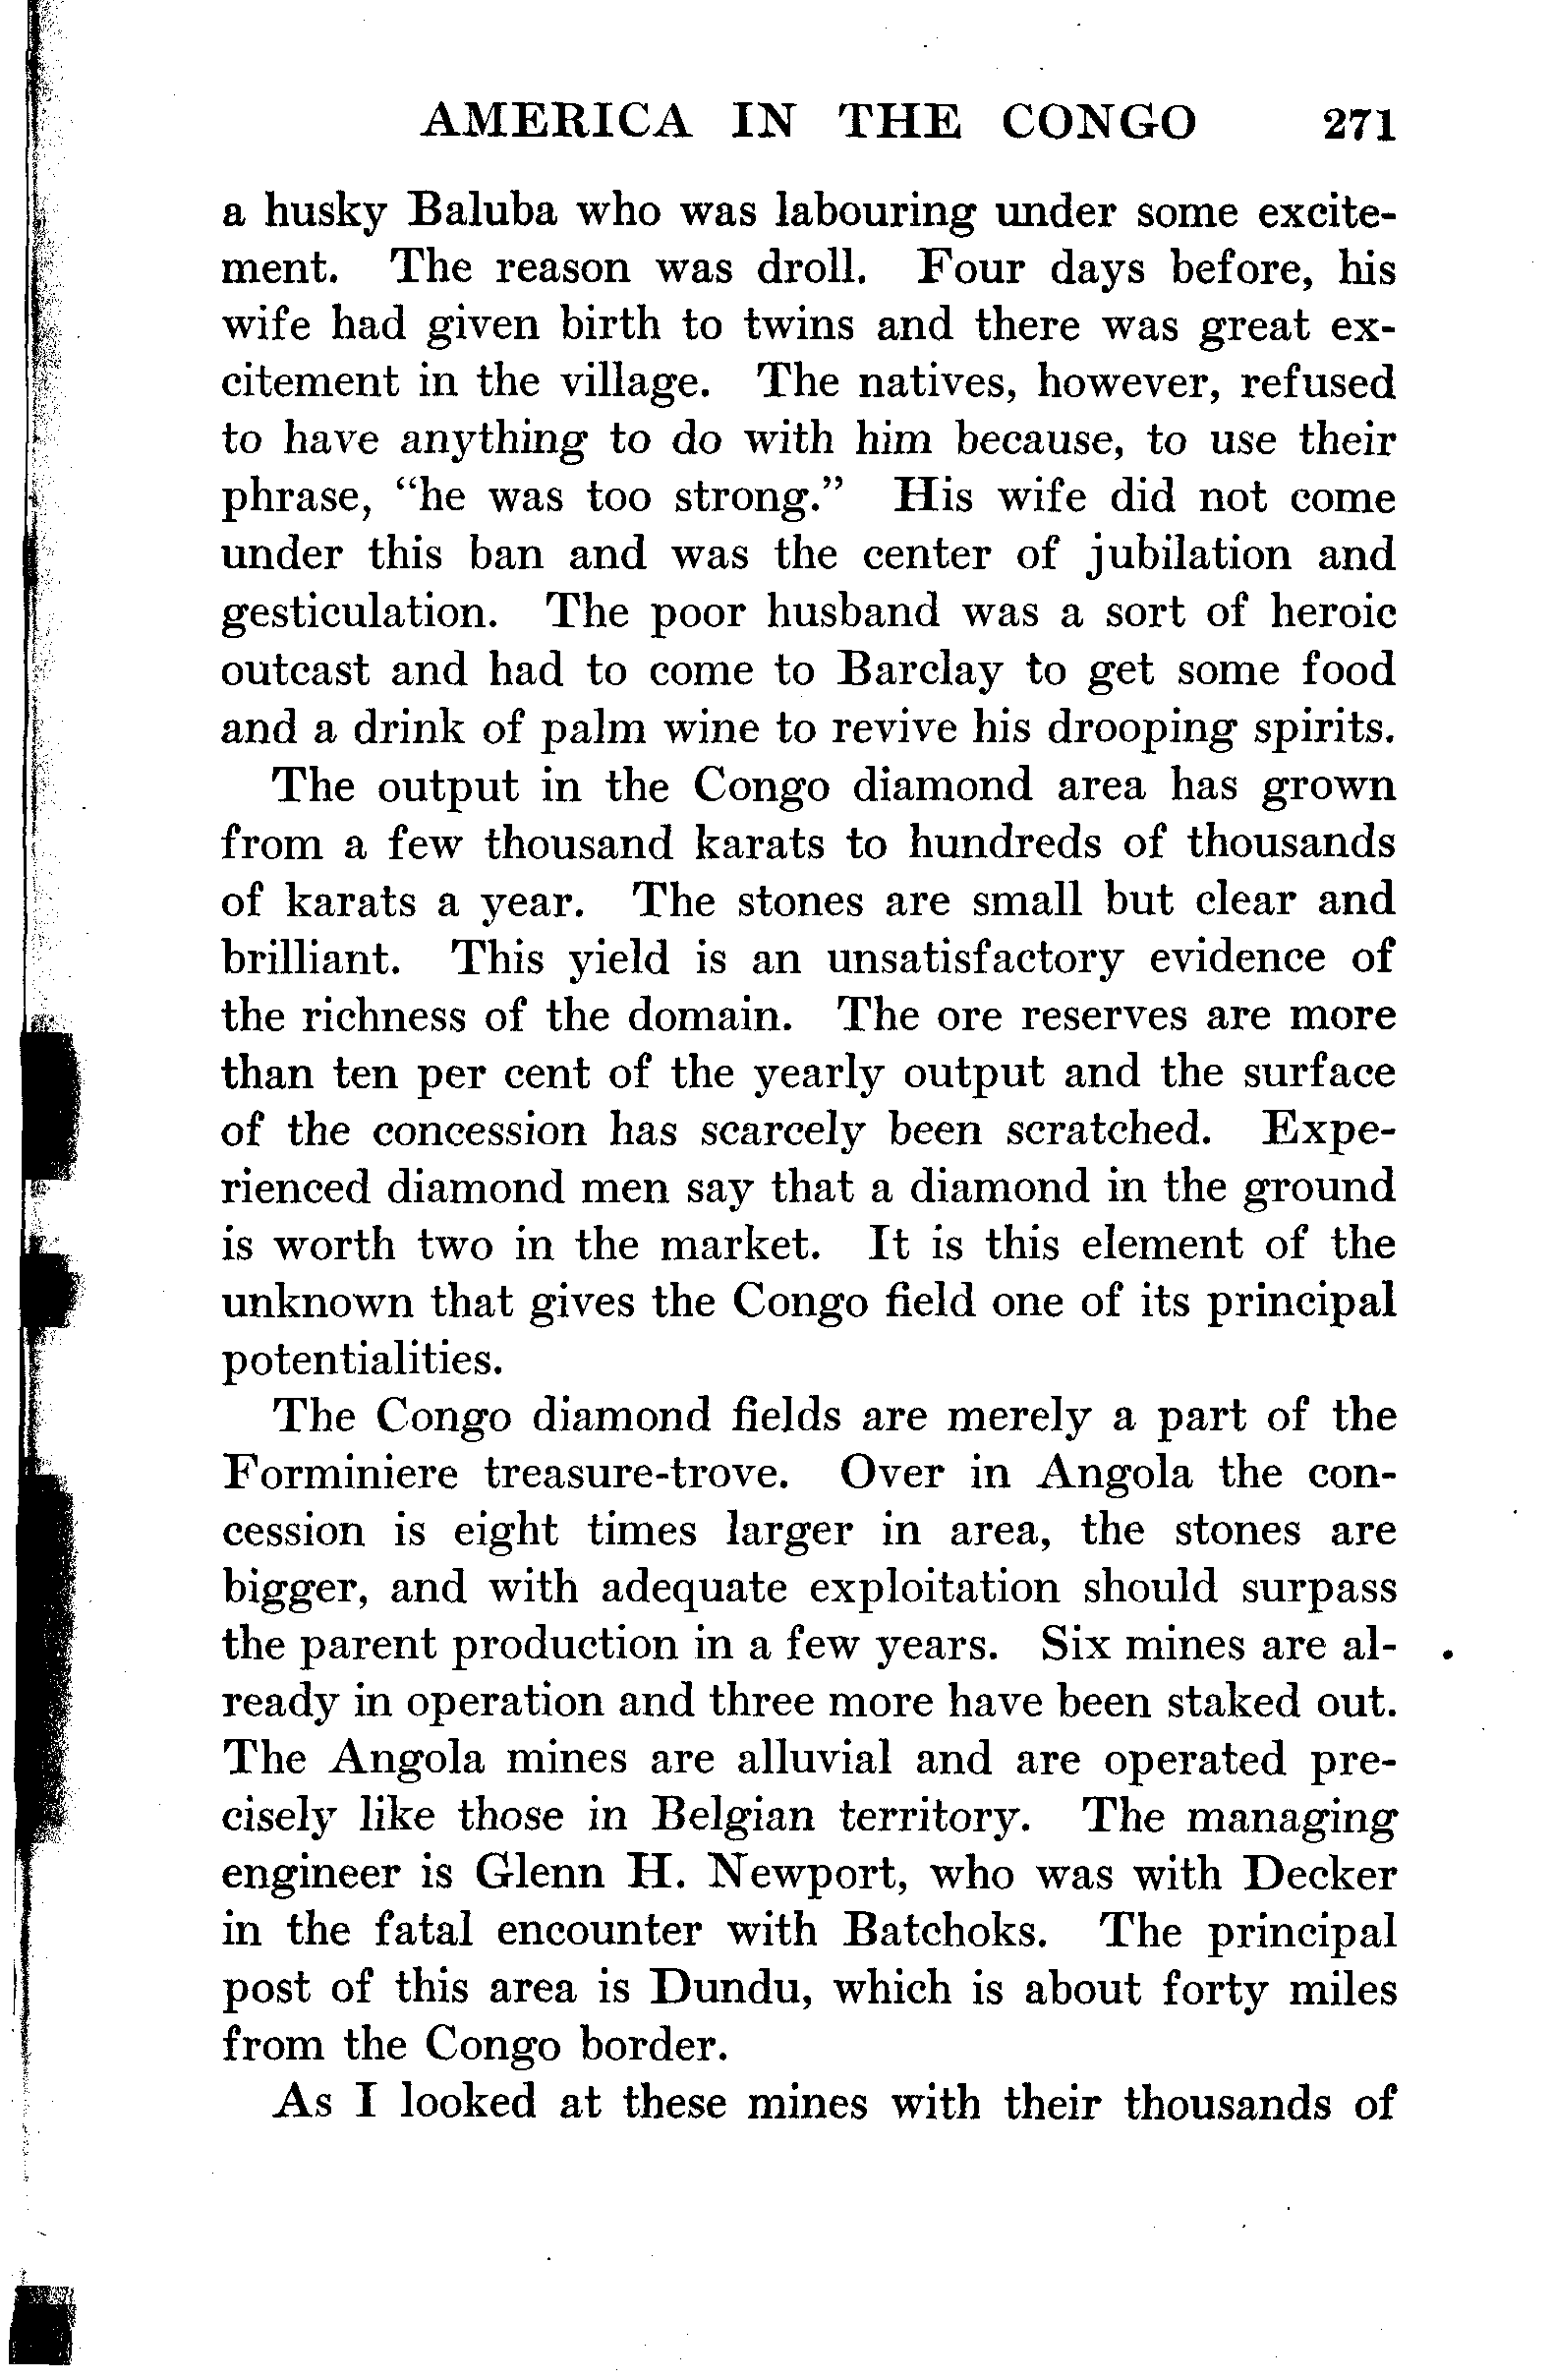 AMERICA IN THE CONGO 271
a husky Baluba who was labouring under some excite-
ment. The reason was droll. Four days before, his
wife had given birth to twins and there was great ex-
citement in the village. The natives, however, refused
to have anything to do with him because, to use their
phrase, “he was too strong.” His wife did not come
under this ban and was the center of jubilation and
gesticulation. The poor husband was a sort of heroic
outcast and had to come to Barclay to get some food
and a drink of palm wine to revive his drooping spirits.
The output in the Congo diamond area has grown
from a few thousand karats to hundreds of thousands
of karats a year. The stones are small but clear and
brilliant. This yield is an unsatisfactory evidence of
the richness of the domain. The ore reserves are more
than ten per cent of the yearly output and the surface
of the concession has scarcely been scratched. Expe-
rienced diamond men say that a diamond in the ground
is worth two in the market. It is this element of the
unknown that gives the Congo field one of its principal
potentialities.
The Congo diamond fields are merely a part of the
Forminiere treasure-trove. Over in Angola the con-
cession is eight times larger in area, the stones are
bigger, and with adequate exploitation should surpass
the parent production in a few years. Six mines are al-
ready in operation and three more have been staked out.
The Angola mines are alluvial and are operated pre-
cisely like those in Belgian territory. The managing
engineer is Glenn H. Newport, who was with Decker
in the fatal encounter with Batchoks. The principal
post of this area is Dundu, which is about forty miles
from the Congo border.
As I looked at these mines with their thousands of